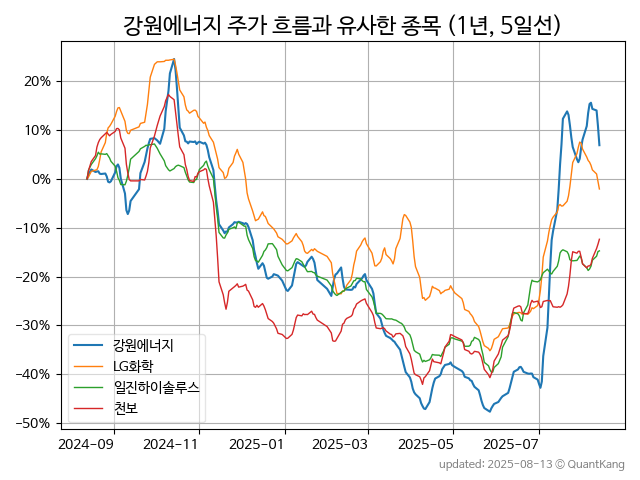 강원에너지 주가 흐름과 유사한 종목 (1년, 5일선)
20%
10%
0%
−10%
−20%
−30%
−40%
−50%
강원에너지
LG화학
일진하이솔루스
천보
2024-09
2024-11
2025-01
2025-03
2025-05
2025-07
updated: 2025-08-13 © QuantKang